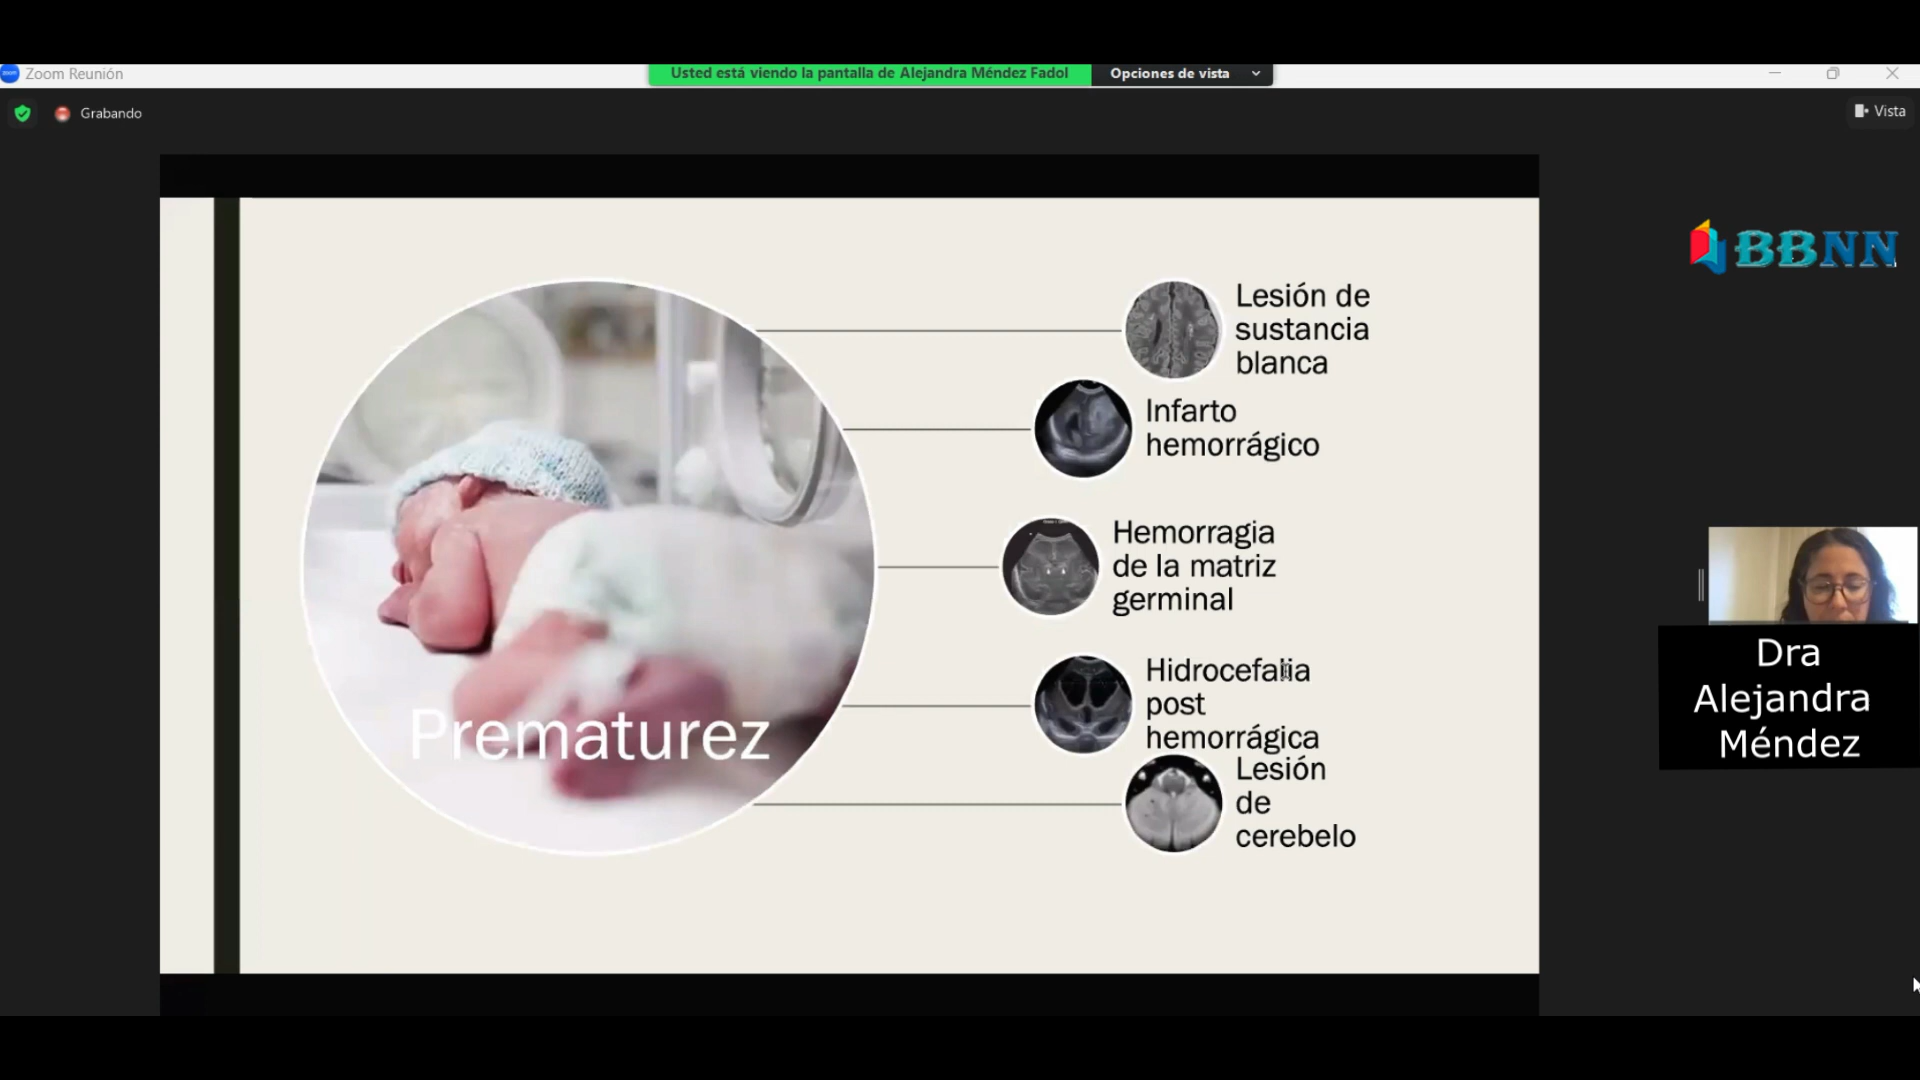 Zoom Reunión
Usted está viendo la pantalla de Alejandra Méndez Fadol
Opciones de vista
Grabando
Vista
BBNN
Lesión de
sustancia
blanca
Infarto
hemorrágico
Hemorragia
de la matriz
germinal
Hidrocefalia
post
hemorrágica
Lesión
de
cerebelo
Prematurez
Dra
Alejandra
Méndez